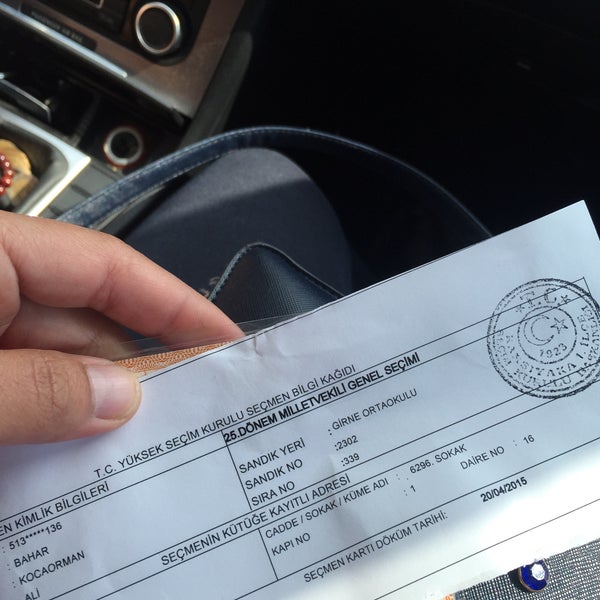 T.C. YÜKSEK SEÇİM KURULU SEÇMEN BİLGİ KAĞIDI
25.DÖNEM MİLLETVEKİLİ GENEL SEÇİMİ
EN KİMLİK BİLGİLERİ
: 513*****136
: BAHAR
: KOCAORMAN
ALİ
SANDIK YERİ : GİRNE ORTAOKULU
SANDIK NO :2302
SIRA NO :339
SEÇMENİN KÜTÜĞE KAYITLI ADRESİ
CADDE / SOKAK / KÜME ADI : 6296. SOKAK
KAPI NO : 1
DAİRE NO : 16
SEÇMEN KARTI DÖKÜM TARİHİ: 20/04/2015
T.C.
KARŞIYAKA 1.İLÇE
1923